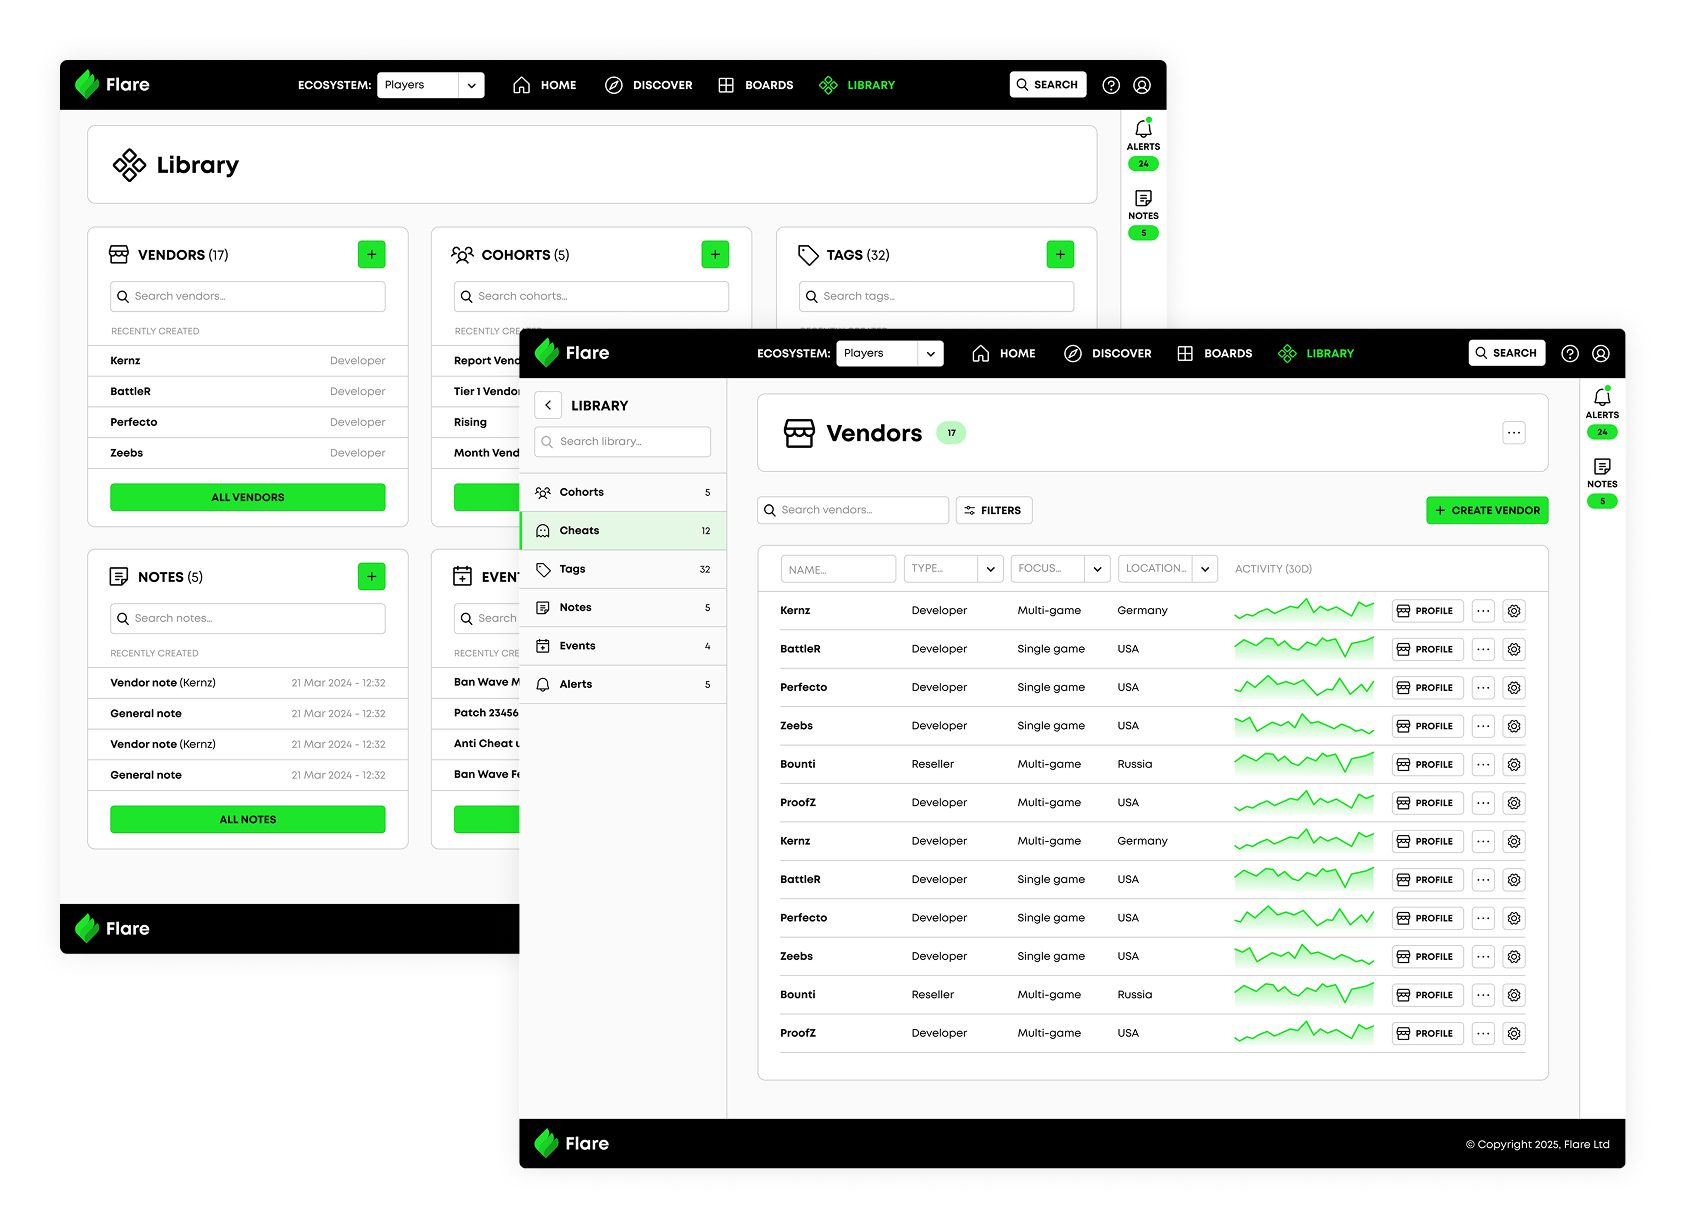 Flare
ECOSYSTEM: Players HOME DISCOVER BOARDS LIBRARY SEARCH
ALERTS
24
NOTES
5
Library
VENDORS (17)
Search vendors...
RECENTLY CREATED
Kernz Developer
BattleR Developer
Perfecto Developer
Zeebs Developer
ALL VENDORS
COHORTS (5)
Search cohorts...
RECENTLY CRE
Report Vend
Tier 1 Vendo
Rising
Month Vend
TAGS (32)
Search tags...
NOTES (5)
Search notes...
RECENTLY CREATED
Vendor note (Kernz) 21 Mar 2024 - 12:32
General note 21 Mar 2024 - 12:32
Vendor note (Kernz) 21 Mar 2024 - 12:32
General note 21 Mar 2024 - 12:32
ALL NOTES
EVEN
Search
RECENTLY CRE
Ban Wave M
Patch 23456
Anti Cheat u
Ban Wave Fe
Flare
Flare
ECOSYSTEM: Players HOME DISCOVER BOARDS LIBRARY SEARCH
ALERTS
24
NOTES
5
LIBRARY
Search library...
Cohorts 5
Cheats 12
Tags 32
Notes 5
Events 4
Alerts 5
Vendors 17
Search vendors... FILTERS + CREATE VENDOR
NAME... TYPE... FOCUS... LOCATION... ACTIVITY (30D)
Kernz Developer Multi-game Germany PROFILE
BattleR Developer Single game USA PROFILE
Perfecto Developer Single game USA PROFILE
Zeebs Developer Single game USA PROFILE
Bounti Reseller Multi-game Russia PROFILE
ProofZ Developer Multi-game USA PROFILE
Kernz Developer Multi-game Germany PROFILE
BattleR Developer Single game USA PROFILE
Perfecto Developer Single game USA PROFILE
Zeebs Developer Single game USA PROFILE
Bounti Reseller Multi-game Russia PROFILE
ProofZ Developer Multi-game USA PROFILE
Flare
© Copyright 2025, Flare Ltd